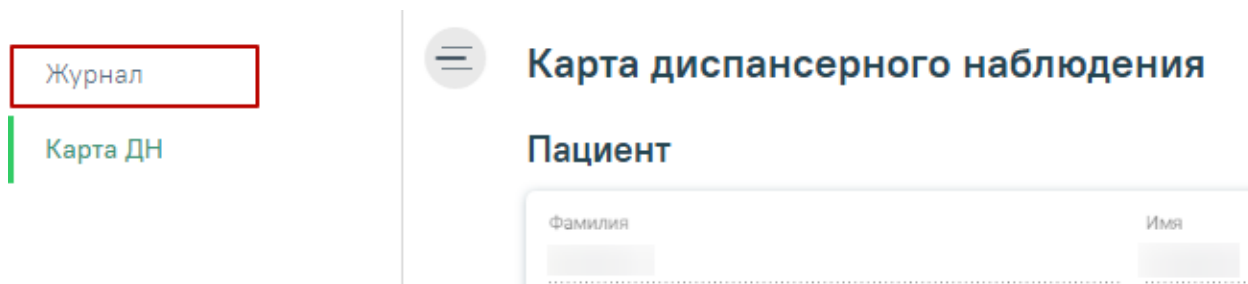 Журнал
Карта ДН
Карта диспансерного наблюдения
Пациент
Фамилия Имя